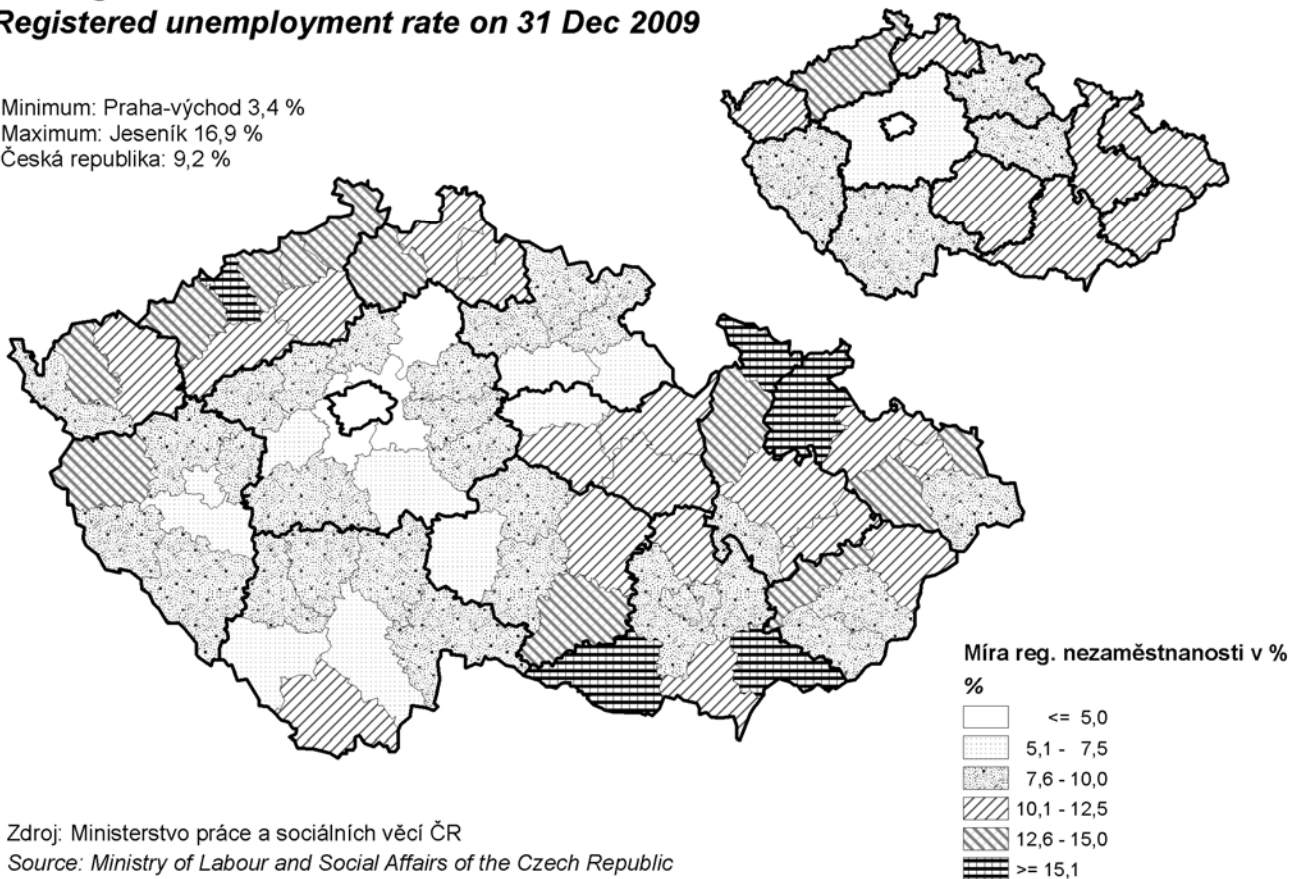 Registered unemployment rate on 31 Dec 2009
Minimum: Praha-východ 3,4 %
Maximum: Jeseník 16,9 %
Česká republika: 9,2 %
Míra reg. nezaměstnanosti v %
%
<= 5,0
5,1 - 7,5
7,6 - 10,0
10,1 - 12,5
12,6 - 15,0
>= 15,1
Zdroj: Ministerstvo práce a sociálních věcí ČR
Source: Ministry of Labour and Social Affairs of the Czech Republic